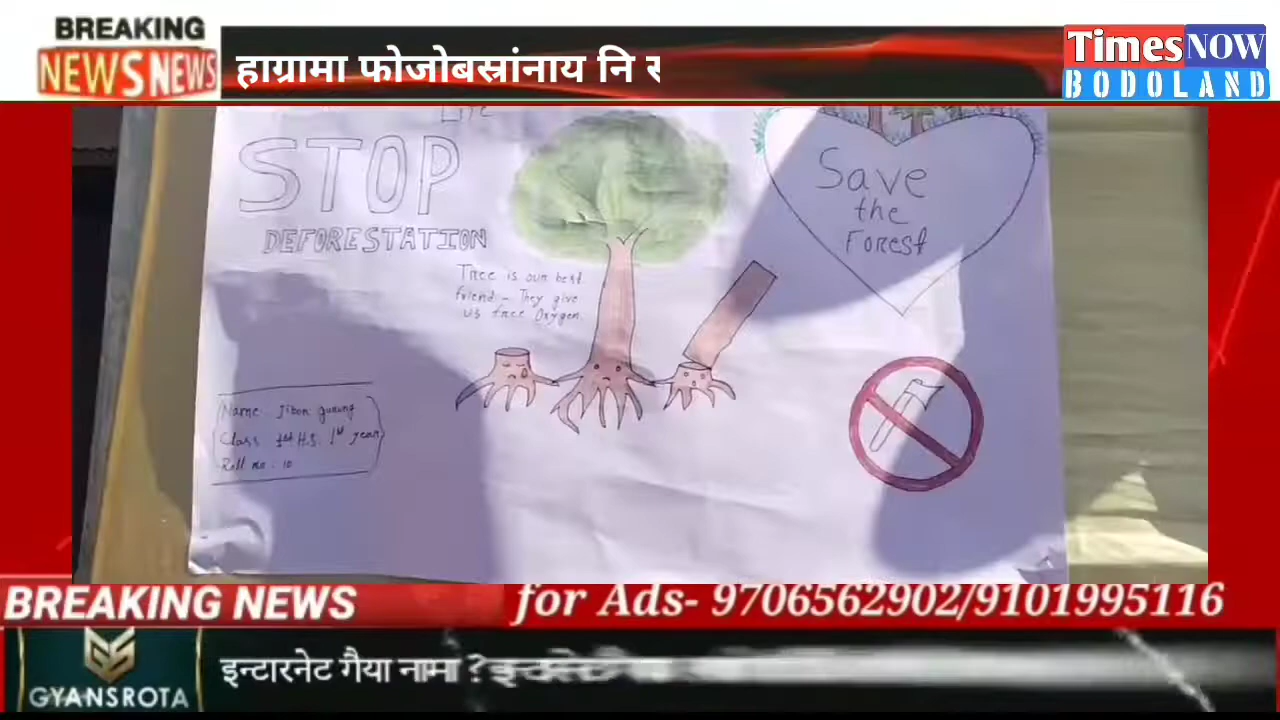 BREAKING
NEWS NEWS
हाग्रामा फोजोबस्रांनाय नि
TimesNOW
BODOLAND
STOP
DEFORESTATION
Tree is our best
friend - They give
us free Oxygen.
Save
the
Forest
Name: Jibon gurung
Class 1st H.S. 1st year
Roll no: 10
BREAKING NEWS
for Ads- 9706562902/9101995116
GYANSROTA
इन्टारनेट गैया नामा ?